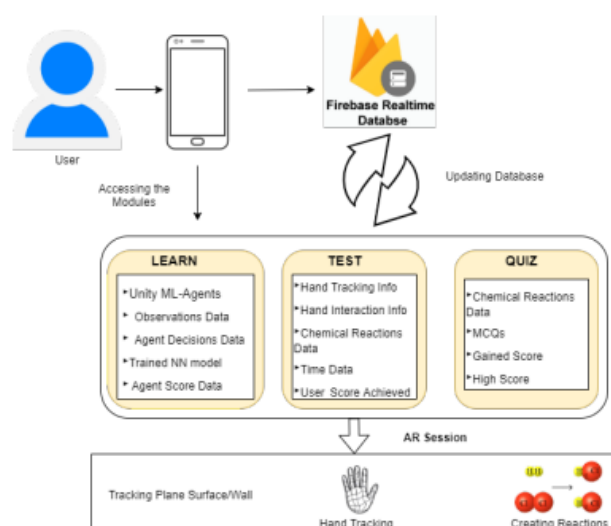 Firebase Realtime
Databse
User
Accessing the
Modules
Updating Database
LEARN
Unity ML-Agents
Observations Data
Agent Decisions Data
Trained NN model
Agent Score Data
TEST
Hand Tracking Info
Hand Interaction Info
Chemical Reactions
Data
Time Data
User Score Achieved
QUIZ
Chemical Reactions
Data
MCQs
Gained Score
High Score
AR Session
Tracking Plane Surface/Wall
Hand Tracking
Creating Reactions